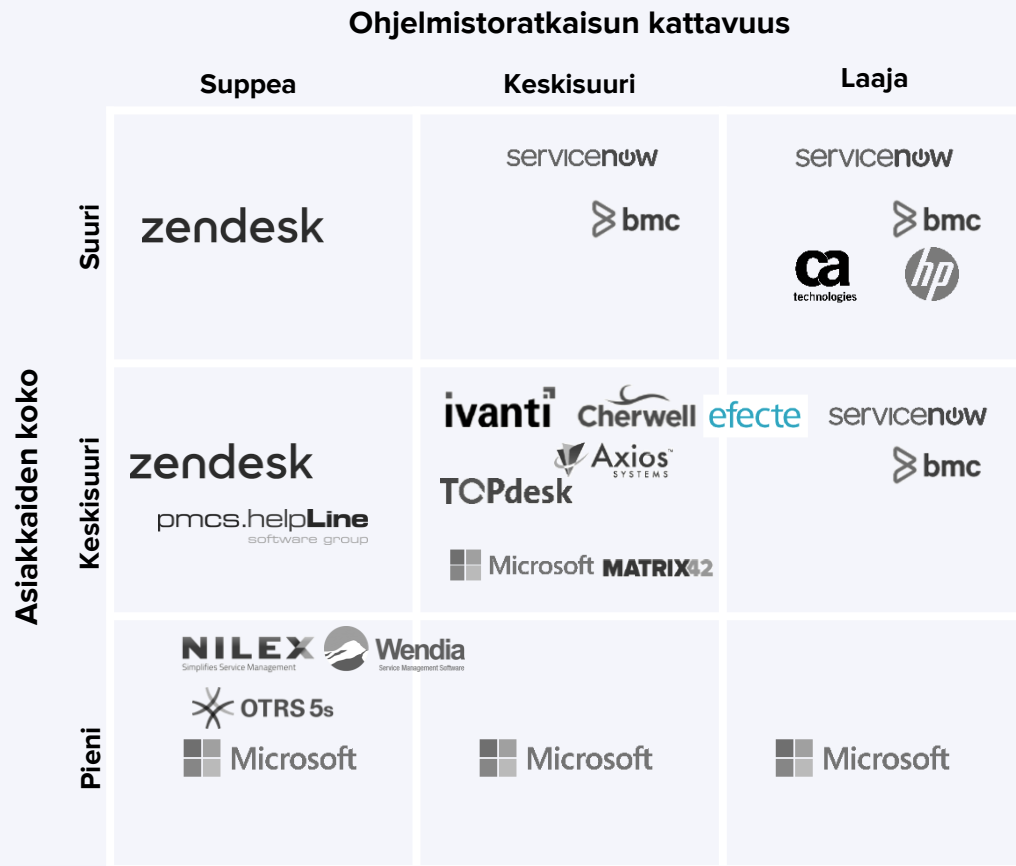 Ohjelmistoratkaisun kattavuus
Suppea Keskisuuri Laaja
Asiakkaiden koko
Suuri
zendesk
servicenow
bmc
servicenow
bmc
ca
technologies
hp
Keskisuuri
zendesk
pmcs.helpLine
software group
ivanti
Cherwell
efecte
Axios
SYSTEMS
TOPdesk
Microsoft
MATRIX42
servicenow
bmc
Pieni
NILEX
Simplifies Service Management
Wendia
Service Management Software
OTRS 5s
Microsoft
Microsoft
Microsoft